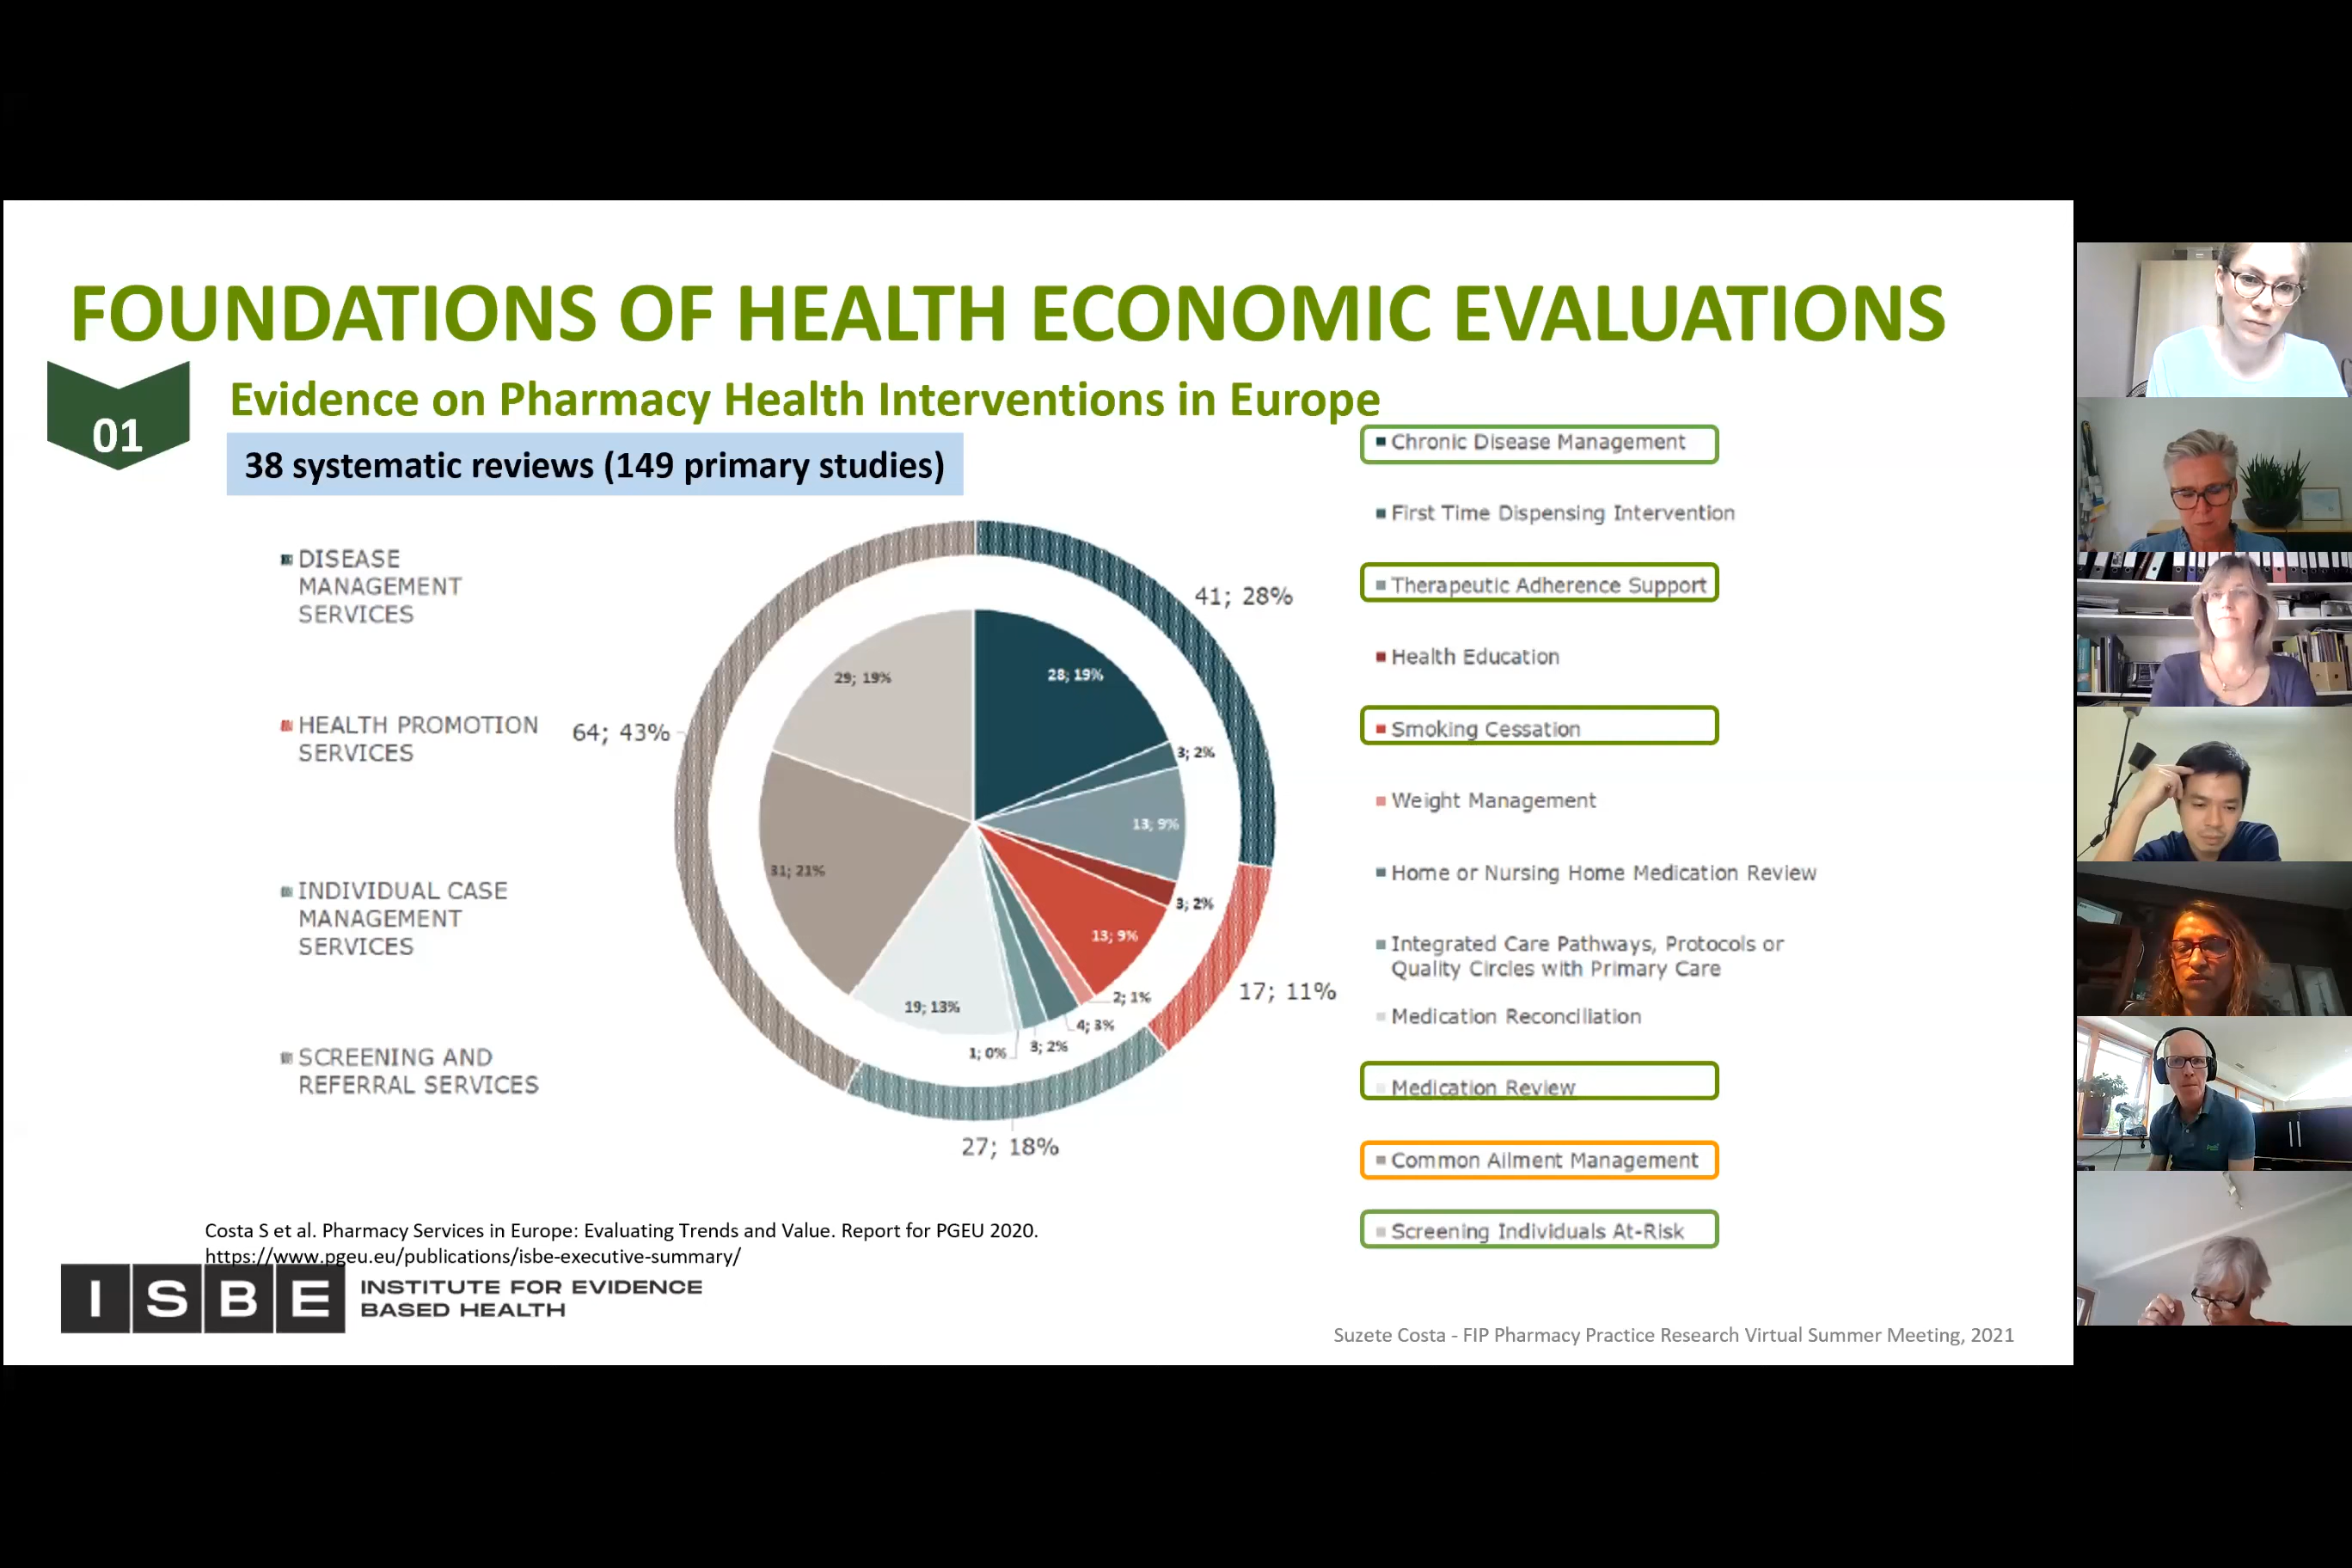 FOUNDATIONS OF HEALTH ECONOMIC EVALUATIONS
01
Evidence on Pharmacy Health Interventions in Europe
38 systematic reviews (149 primary studies)
DISEASE
MANAGEMENT
SERVICES
HEALTH PROMOTION
SERVICES
INDIVIDUAL CASE
MANAGEMENT
SERVICES
SCREENING AND
REFERRAL SERVICES
41; 28%
17; 11%
27; 18%
64; 43%
28; 19%
3; 2%
13; 9%
3; 2%
13; 9%
2; 1%
4; 3%
3; 2%
1; 0%
19; 13%
31; 21%
29; 19%
Chronic Disease Management
First Time Dispensing Intervention
Therapeutic Adherence Support
Health Education
Smoking Cessation
Weight Management
Home or Nursing Home Medication Review
Integrated Care Pathways, Protocols or
Quality Circles with Primary Care
Medication Reconciliation
Medication Review
Common Ailment Management
Screening Individuals At-Risk
Costa S et al. Pharmacy Services in Europe: Evaluating Trends and Value. Report for PGEU 2020.
https://www.pgeu.eu/publications/isbe-executive-summary/
ISBE
INSTITUTE FOR EVIDENCE
BASED HEALTH
Suzete Costa - FIP Pharmacy Practice Research Virtual Summer Meeting, 2021